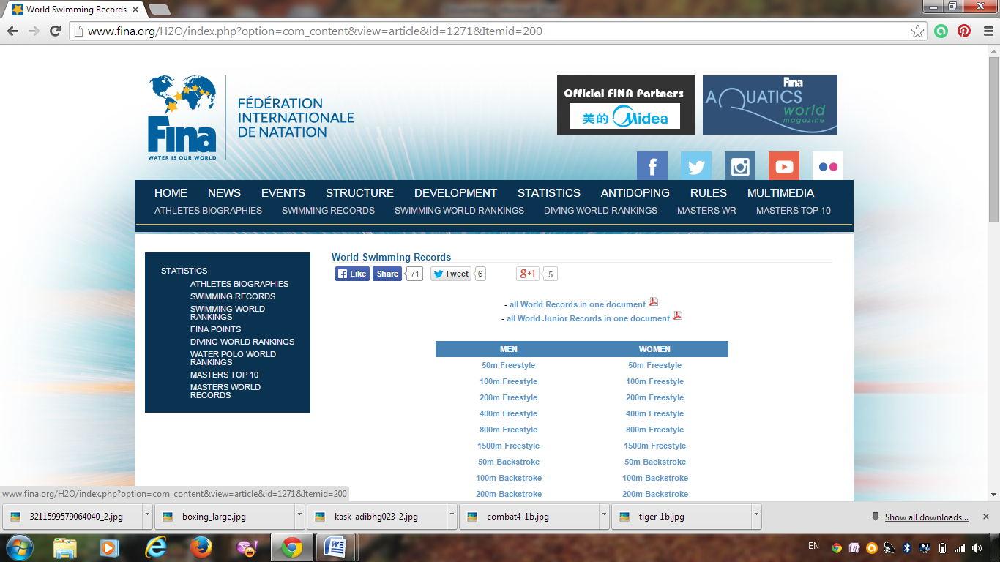 World Swimming Records
www.fina.org/H2O/index.php?option=com_content&view=article&id=1271&Itemid=200
Fina
WATER IS OUR WORLD
FÉDÉRATION
INTERNATIONALE
DE NATATION
Official FINA Partners
美的 Midea
Fina
AQUATICS
world
magazine
HOME NEWS EVENTS STRUCTURE DEVELOPMENT STATISTICS ANTIDOPING RULES MULTIMEDIA
ATHLETES BIOGRAPHIES SWIMMING RECORDS SWIMMING WORLD RANKINGS DIVING WORLD RANKINGS MASTERS WR MASTERS TOP 10
STATISTICS
ATHLETES BIOGRAPHIES
SWIMMING RECORDS
SWIMMING WORLD
RANKINGS
FINA POINTS
DIVING WORLD RANKINGS
WATER POLO WORLD
RANKINGS
MASTERS TOP 10
MASTERS WORLD
RECORDS
World Swimming Records
Like Share 71 Tweet 6 g+1 5
- all World Records in one document
- all World Junior Records in one document
MEN WOMEN
50m Freestyle 50m Freestyle
100m Freestyle 100m Freestyle
200m Freestyle 200m Freestyle
400m Freestyle 400m Freestyle
800m Freestyle 800m Freestyle
1500m Freestyle 1500m Freestyle
50m Backstroke 50m Backstroke
100m Backstroke 100m Backstroke
200m Backstroke 200m Backstroke
www.fina.org/H2O/index.php?option=com_content&view=article&id=1271&Itemid=200
3211599579064040_2.jpg boxing_large.jpg kask-adibhg023-2.jpg combat4-1b.jpg tiger-1b.jpg Show all downloads...
EN